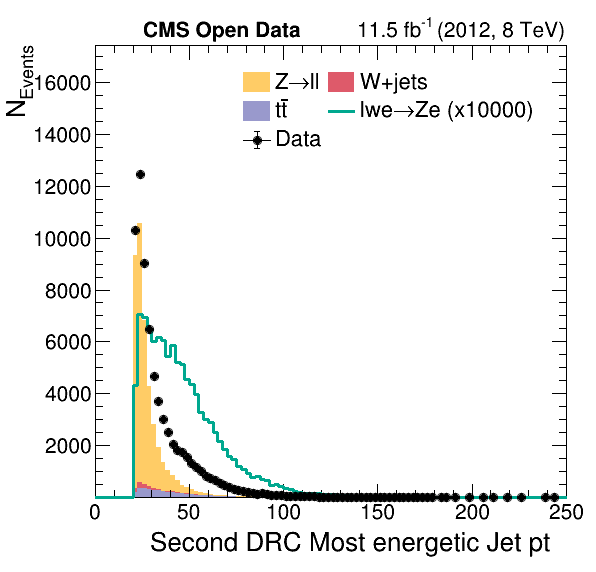 CMS Open Data 11.5 fb⁻¹ (2012, 8 TeV)
N_Events
Z→ll W+jets
tt̄ lwe→Ze (x10000)
Data
16000
14000
12000
10000
8000
6000
4000
2000
0 50 100 150 200 250
Second DRC Most energetic Jet pt